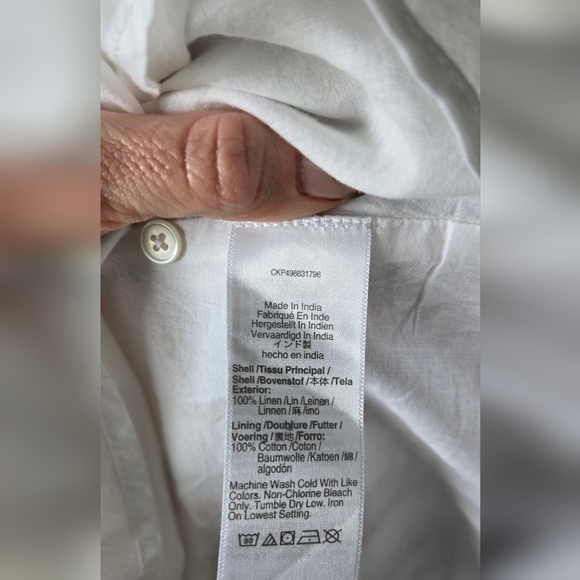 CKP496831796
Made In India
Fabriqué En Inde
Hergestellt In Indien
Vervaardigd In India
インド製
hecho en india
Shell /Tissu Principal /
Shell /Bovenstof /本体 /Tela
Exterior:
100% Linen /Lin /Leinen /
Linnen /麻 /lino
Lining /Doublure /Futter /
Voering /裏地 /Forro:
100% Cotton /Coton /
Baumwolle /Katoen /綿 /
algodón
Machine Wash Cold With Like
Colors. Non-Chlorine Bleach
Only. Tumble Dry Low. Iron
On Lowest Setting.
30